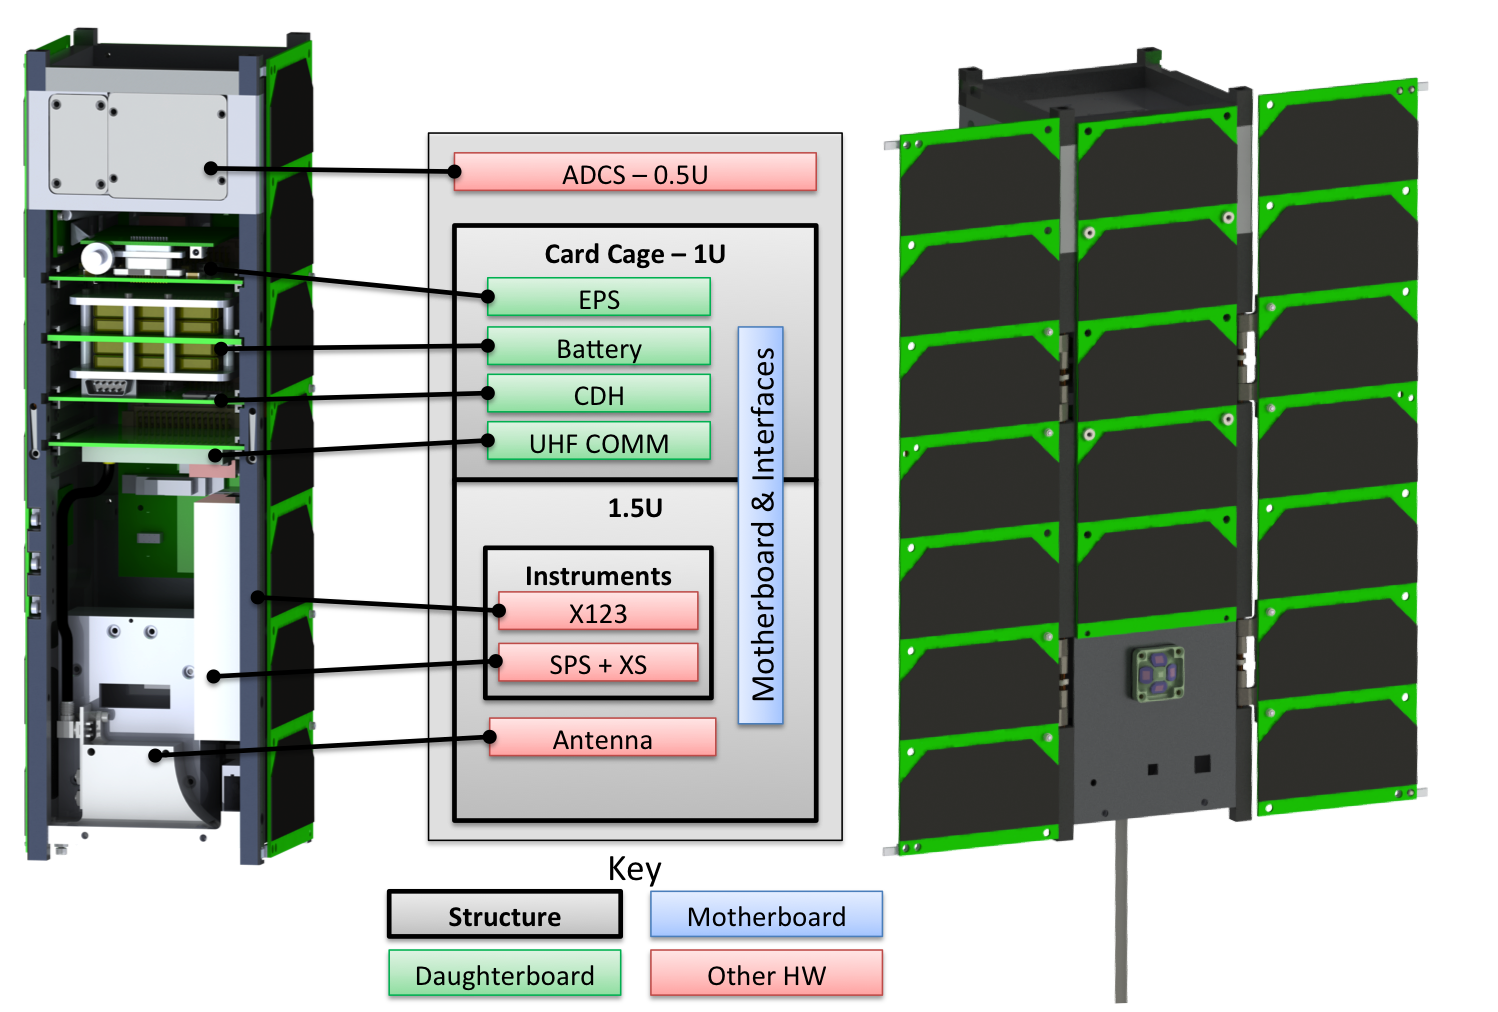 ADCS – 0.5U
Card Cage – 1U
EPS
Battery
CDH
UHF COMM
Motherboard & Interfaces
1.5U
Instruments
X123
SPS + XS
Antenna
Key
Structure
Motherboard
Daughterboard
Other HW